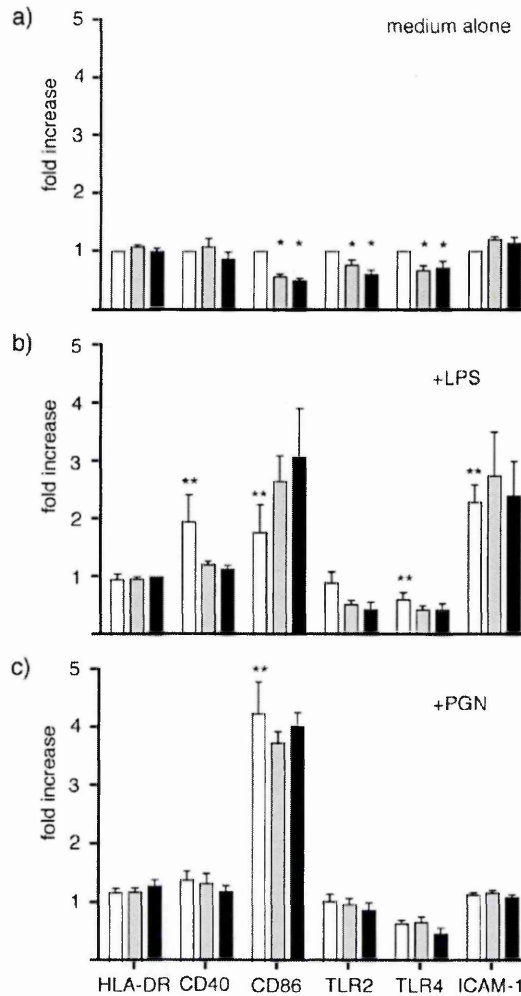 a)
medium alone
5
4
3
2
1
fold increase
* * * * * *
b)
+LPS
5
4
3
2
1
fold increase
** ** ** **
c)
+PGN
5
4
3
2
1
fold increase
**
HLA-DR CD40 CD86 TLR2 TLR4 ICAM-1